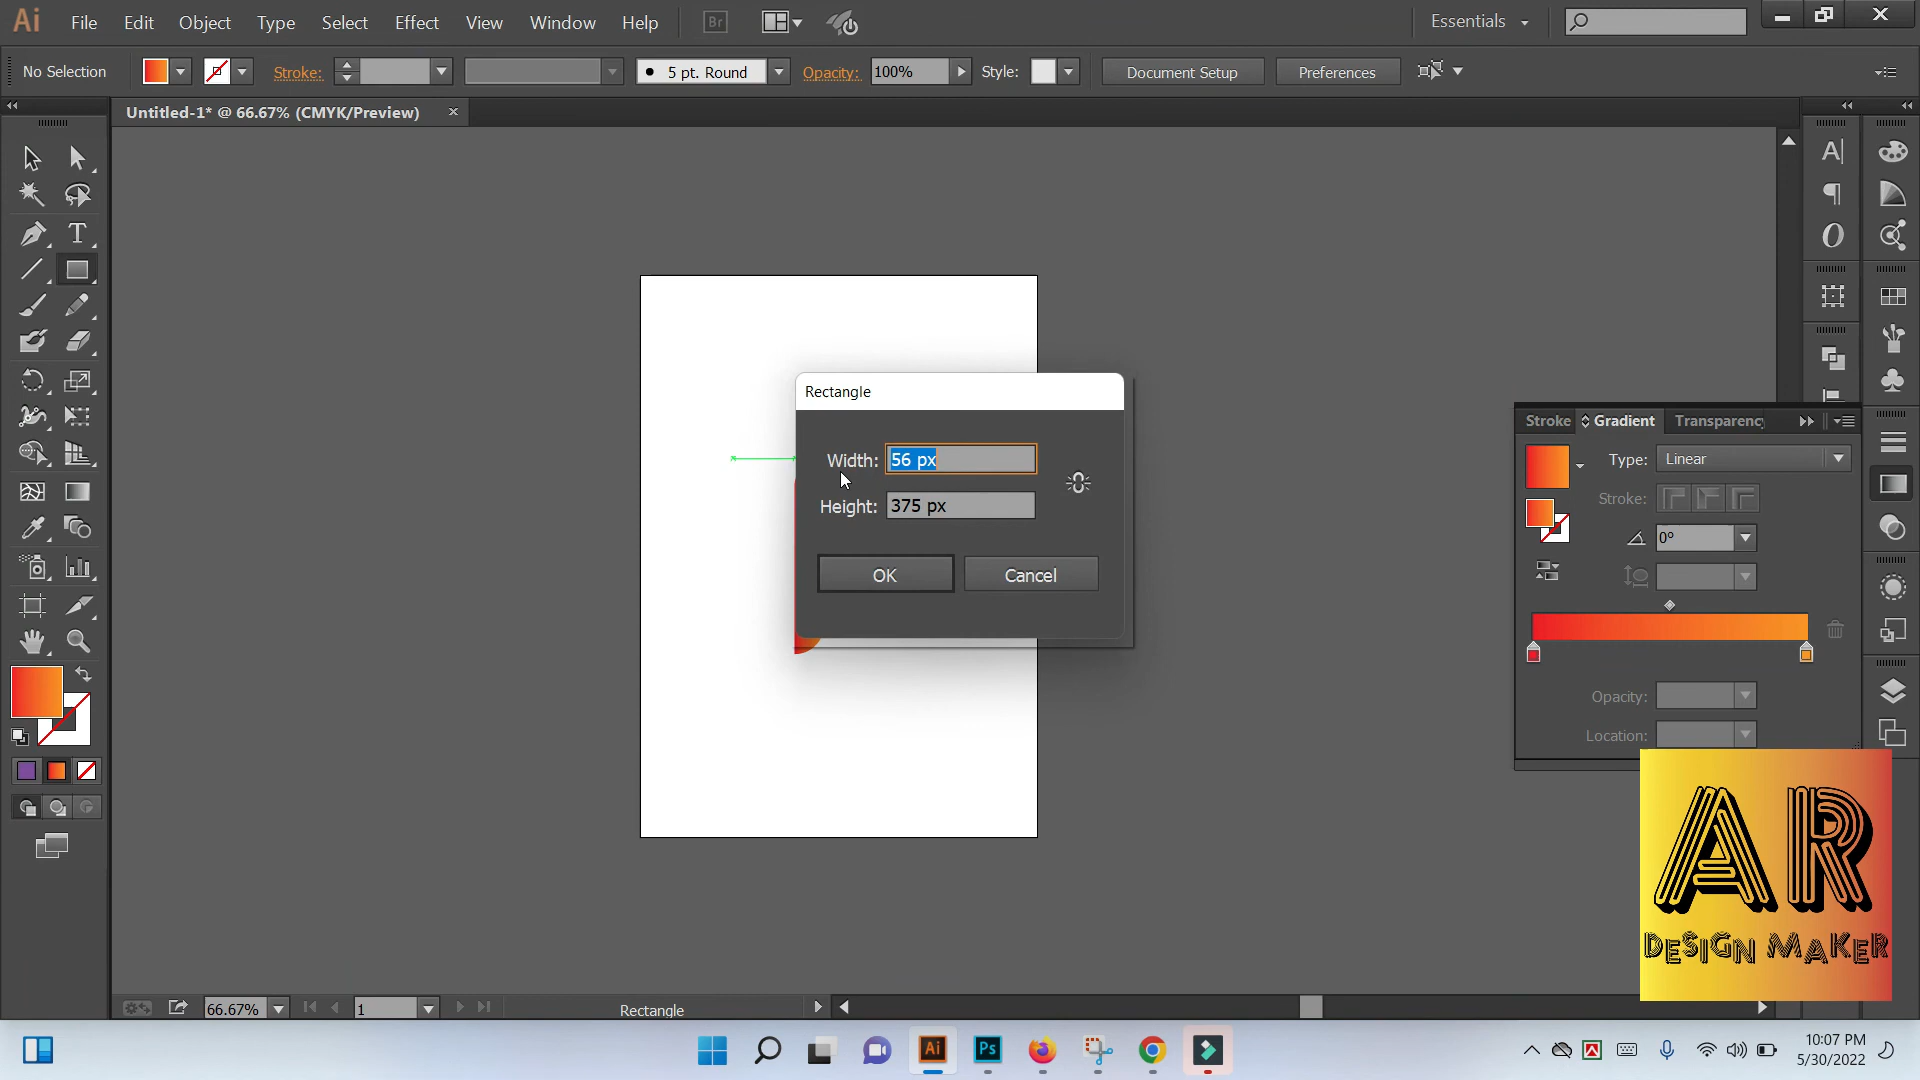 Ai File Edit Object Type Select Effect View Window Help Br Essentials
No Selection Stroke: 5 pt. Round Opacity: 100% Style: Document Setup Preferences
Untitled-1* @ 66.67% (CMYK/Preview)
Rectangle
Width: 56 px
Height: 375 px
OK Cancel
Stroke Gradient Transparenc
Type: Linear
Stroke:
0°
Opacity:
Location:
AR
DESIGN MAKER
66.67% 1 Rectangle
Ai Ps
10:07 PM
5/30/2022